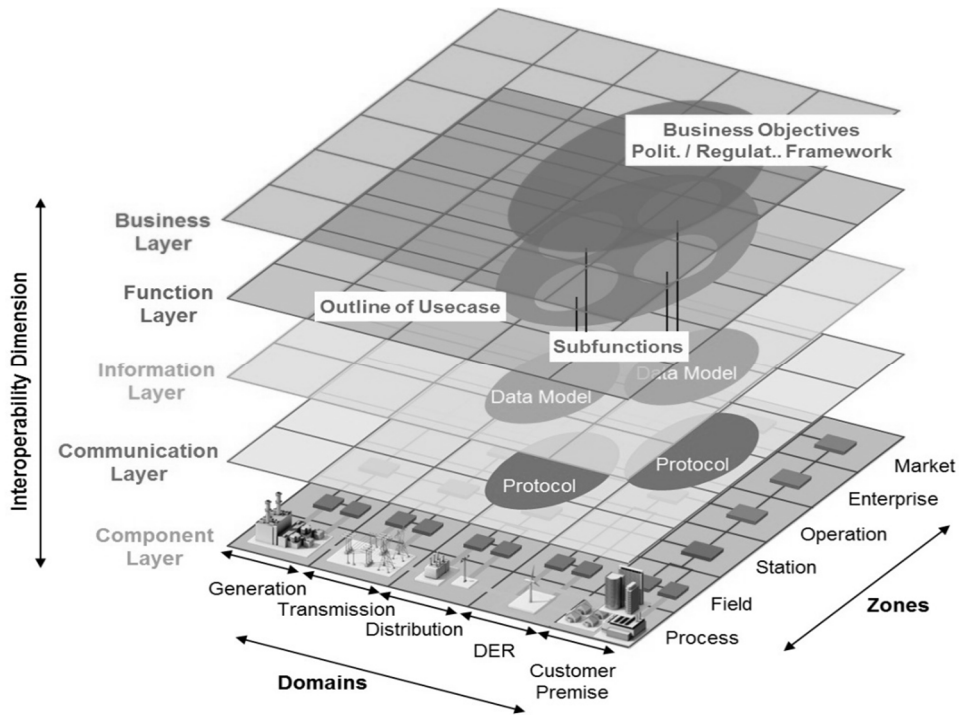 Business Objectives
Polit. / Regulat.. Framework
Business
Layer
Function
Layer
Outline of Usecase
Subfunctions
Information
Layer
Data Model
Data Model
Communication
Layer
Protocol
Protocol
Component
Layer
Interoperability Dimension
Market
Enterprise
Operation
Station
Field
Process
Zones
Generation
Transmission
Distribution
DER
Customer
Premise
Domains